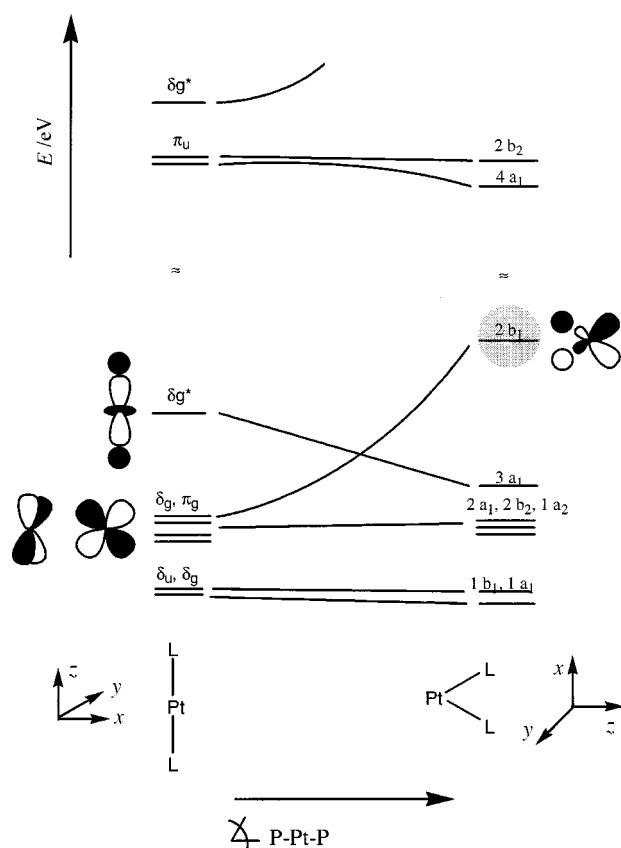 E /eV
δg*
πu
2 b2
4 a1
≈
≈
2 b1
δg*
3 a1
δg, πg
2 a1, 2 b2, 1 a2
δu, δg
1 b1, 1 a1
z
y
x
L
Pt
L
Pt
L
L
x
y
z
P-Pt-P